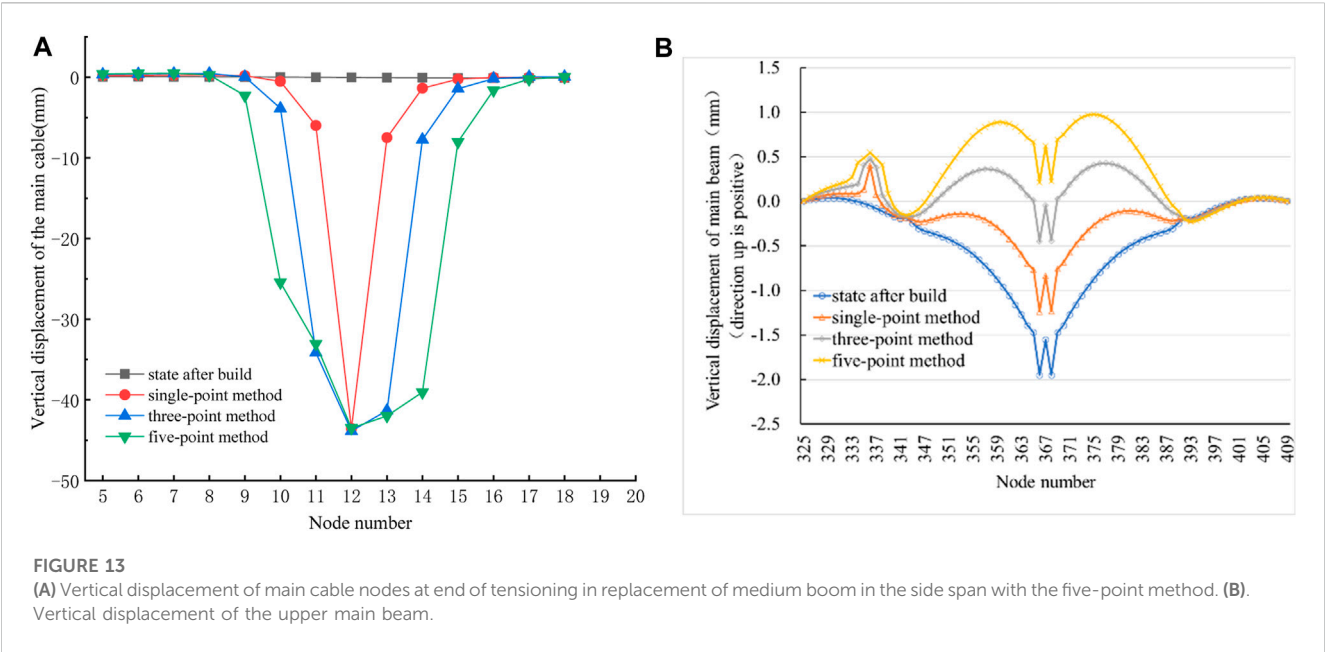 A
Vertical displacement of the main cable(mm)
0
−10
−20
−30
−40
−50
state after build
single-point method
three-point method
five-point method
5 6 7 8 9 10 11 12 13 14 15 16 17 18 19 20
Node number
B
Vertical displacement of main beam（mm）
（direction up is positive）
1.5
1.0
0.5
0.0
-0.5
-1.0
-1.5
-2.0
-2.5
state after build
single-point method
three-point method
five-point method
325 329 333 337 341 347 351 355 359 363 367 371 375 379 383 387 393 397 401 405 409
Node number
FIGURE 13
(A) Vertical displacement of main cable nodes at end of tensioning in replacement of medium boom in the side span with the five-point method. (B).
Vertical displacement of the upper main beam.